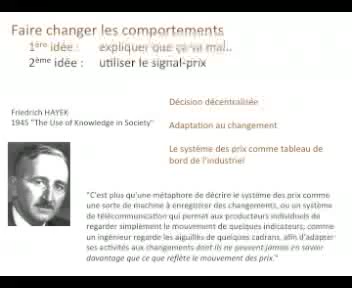 Faire changer les comportements
1ère idée : expliquer que ça va mal..
2ème idée : utiliser le signal-prix
Friedrich HAYEK
1945 "The Use of Knowledge in Society"
Décision décentralisée
Adaptation au changement
Le système des prix comme tableau de
bord de l'industriel
"C'est plus qu'une métaphore de décrire le système des prix comme
une sorte de machine à enregistrer des changements, ou un système
de télécommunication qui permet aux producteurs individuels de
regarder simplement le mouvement de quelques indicateurs, comme
un ingénieur regarde les aiguilles de quelques cadrans, afin d'adapter
ses activités aux changements dont ils ne peuvent jamais en savoir
davantage que ce que reflète le mouvement des prix."